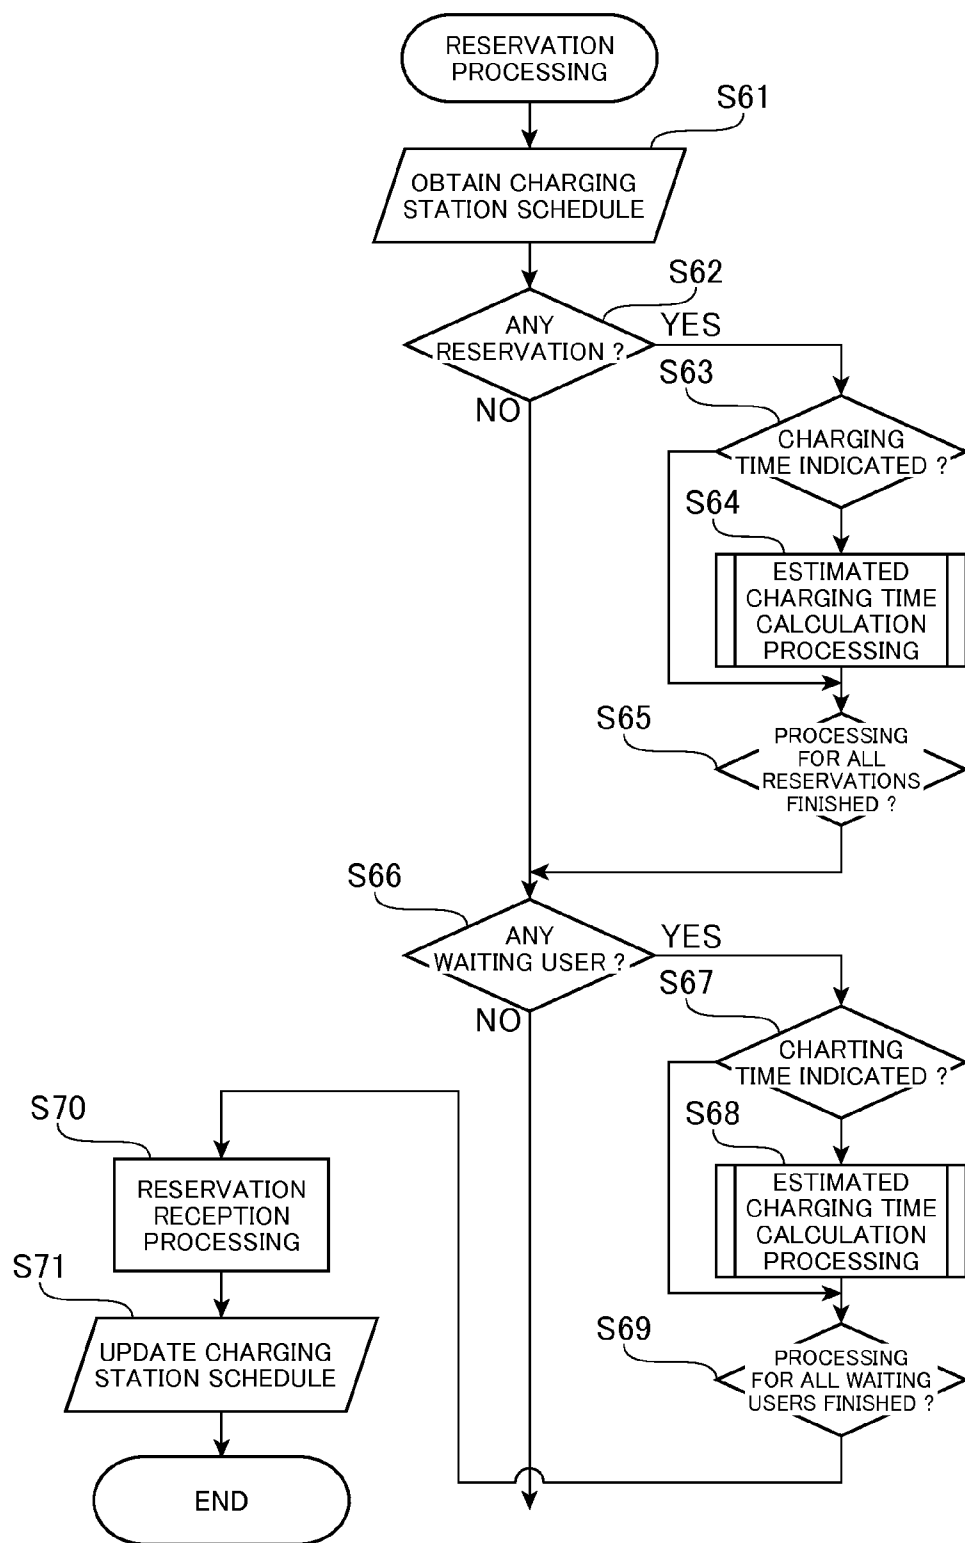 RESERVATION
PROCESSING
S61
OBTAIN CHARGING
STATION SCHEDULE
S62
ANY
RESERVATION ?
YES
NO
S63
CHARGING
TIME INDICATED ?
S64
ESTIMATED
CHARGING TIME
CALCULATION
PROCESSING
S65
PROCESSING
FOR ALL
RESERVATIONS
FINISHED ?
S66
ANY
WAITING USER ?
YES
NO
S67
CHARTING
TIME INDICATED ?
S68
ESTIMATED
CHARGING TIME
CALCULATION
PROCESSING
S69
PROCESSING
FOR ALL WAITING
USERS FINISHED ?
S70
RESERVATION
RECEPTION
PROCESSING
S71
UPDATE CHARGING
STATION SCHEDULE
END